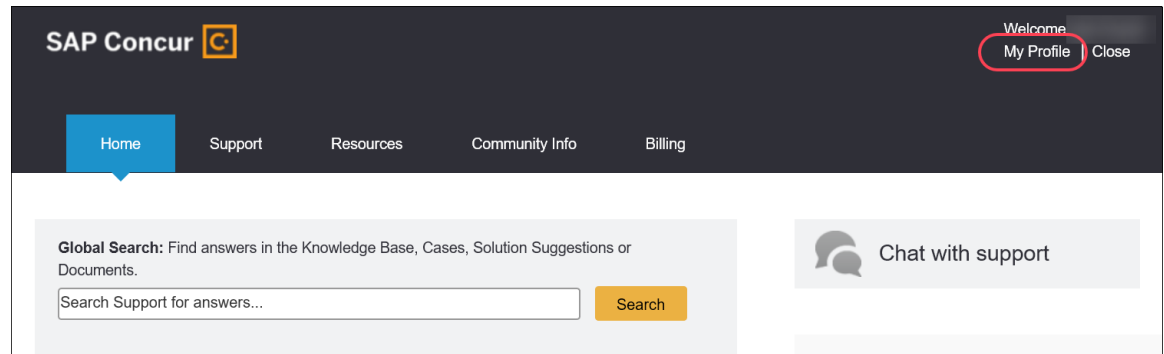 SAP Concur
Welcome
My Profile | Close
Home Support Resources Community Info Billing
Global Search: Find answers in the Knowledge Base, Cases, Solution Suggestions or
Documents.
Search Support for answers...
Search
Chat with support